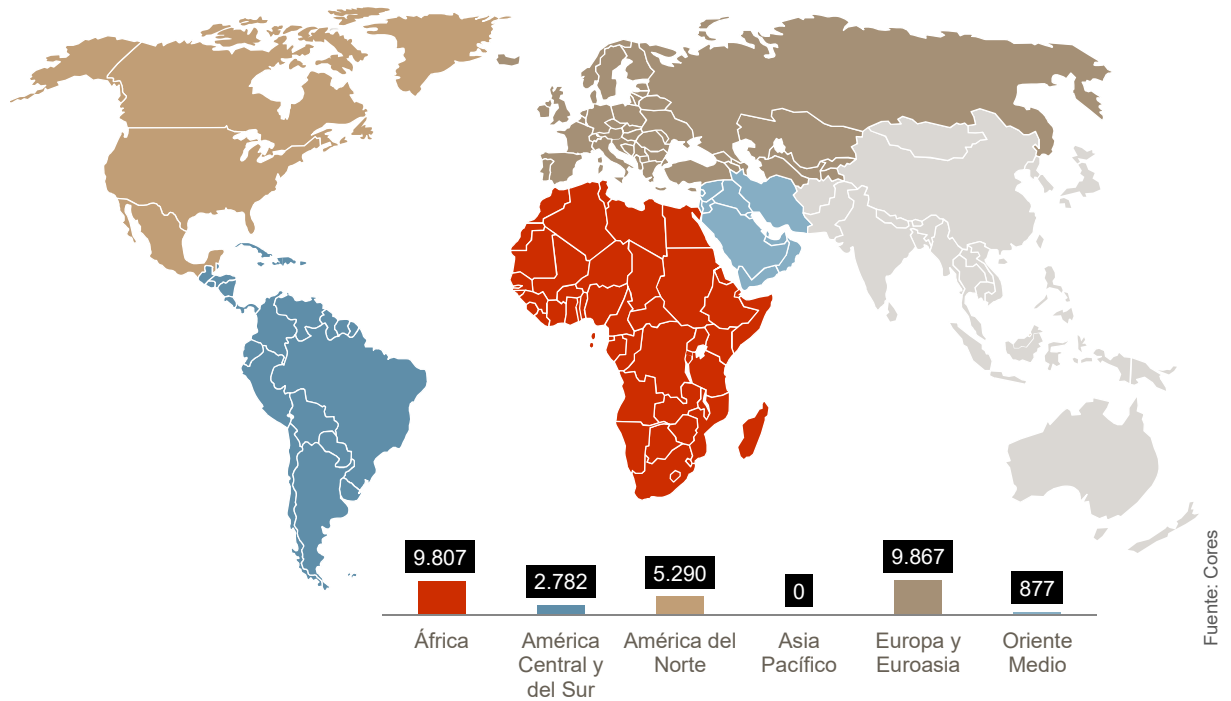 9.807
2.782
5.290
0
9.867
877
África
América
Central y
del Sur
América del
Norte
Asia
Pacífico
Europa y
Euroasia
Oriente
Medio
Fuente: Cores